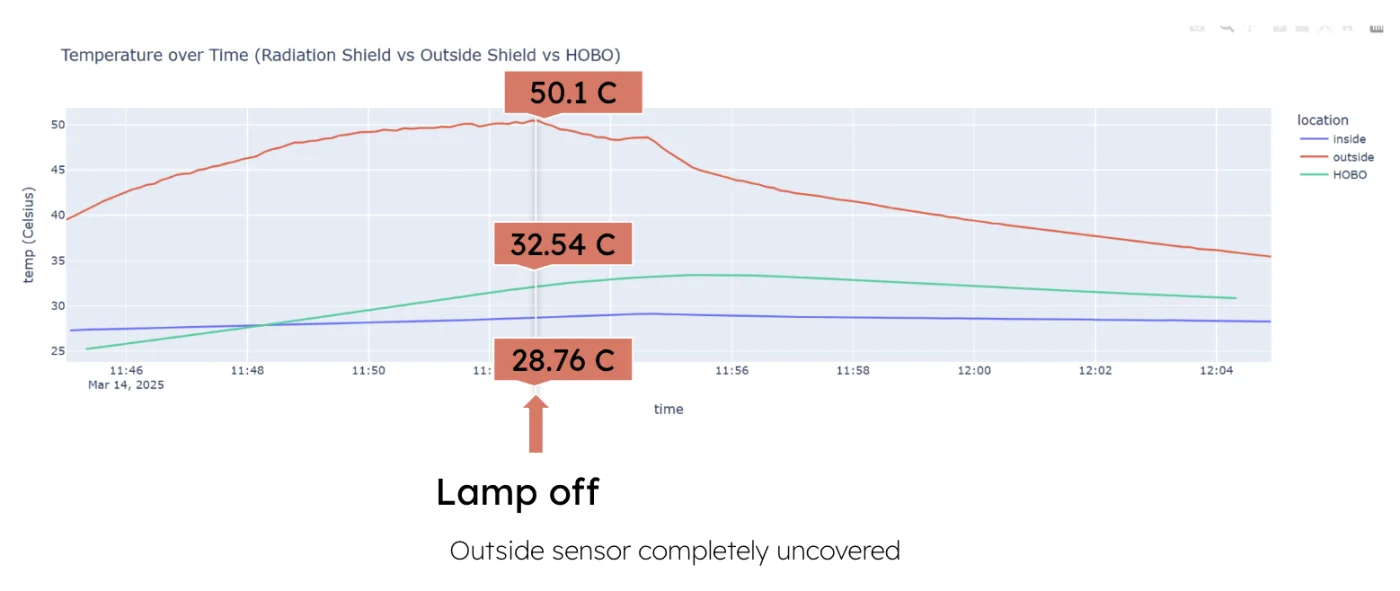 Temperature over Time (Radiation Shield vs Outside Shield vs HOBO)
50.1 C
location
inside
outside
HOBO
50
45
40
35
30
25
temp (Celsius)
32.54 C
28.76 C
11:46
11:48
11:50
11:
11:56
11:58
12:00
12:02
12:04
Mar 14, 2025
time
Lamp off
Outside sensor completely uncovered